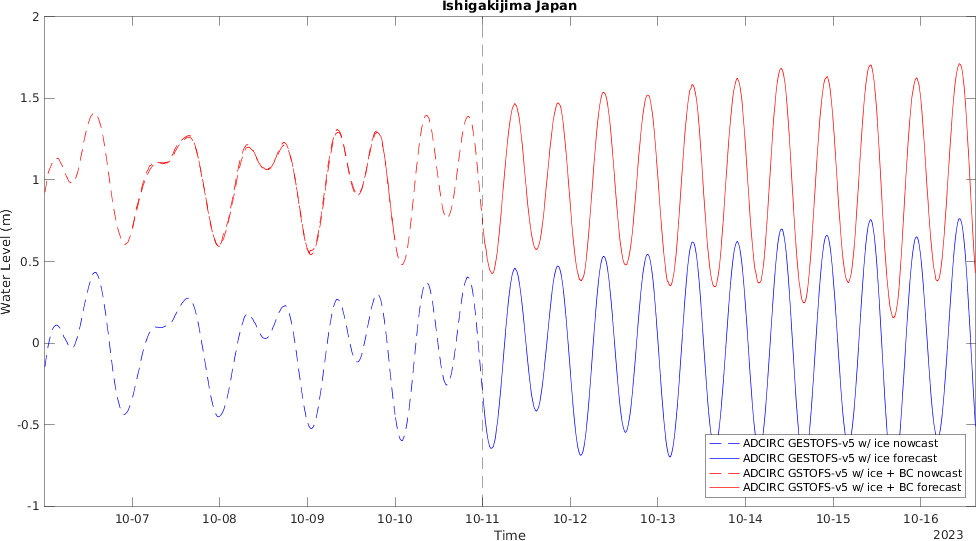 Ishigakijima Japan
2
1.5
1
0.5
0
-0.5
-1
Water Level (m)
10-07 10-08 10-09 10-10 10-11 10-12 10-13 10-14 10-15 10-16
Time
2023
ADCIRC GESTOFS-v5 w/ ice nowcast
ADCIRC GESTOFS-v5 w/ ice forecast
ADCIRC GSTOFS-v5 w/ ice + BC nowcast
ADCIRC GSTOFS-v5 w/ ice + BC forecast